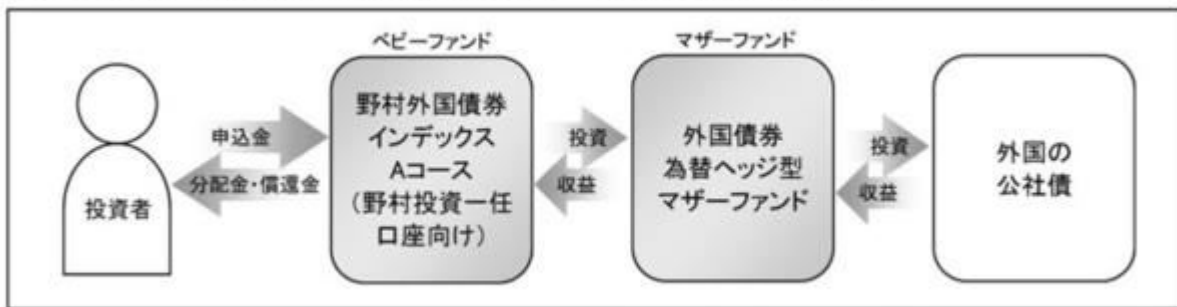 ベビーファンド
マザーファンド
投資者
申込金
分配金・償還金
野村外国債券
インデックス
Aコース
(野村投資一任
口座向け)
投資
収益
外国債券
為替ヘッジ型
マザーファンド
投資
収益
外国の
公社債